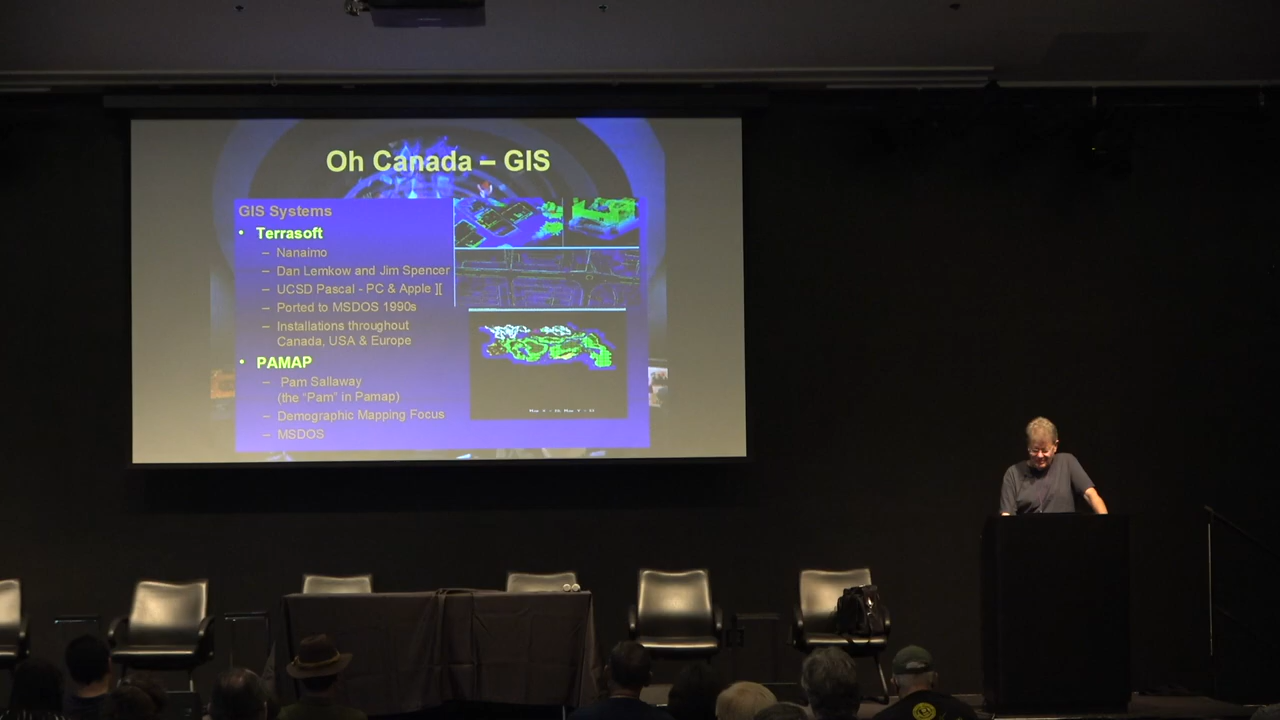 Oh Canada – GIS
GIS Systems
• Terrasoft
– Nanaimo
– Dan Lemkow and Jim Spencer
– UCSD Pascal - PC & Apple ][
– Ported to MSDOS 1990s
– Installations throughout
Canada, USA & Europe
• PAMAP
– Pam Sallaway
(the "Pam" in Pamap)
– Demographic Mapping Focus
– MSDOS